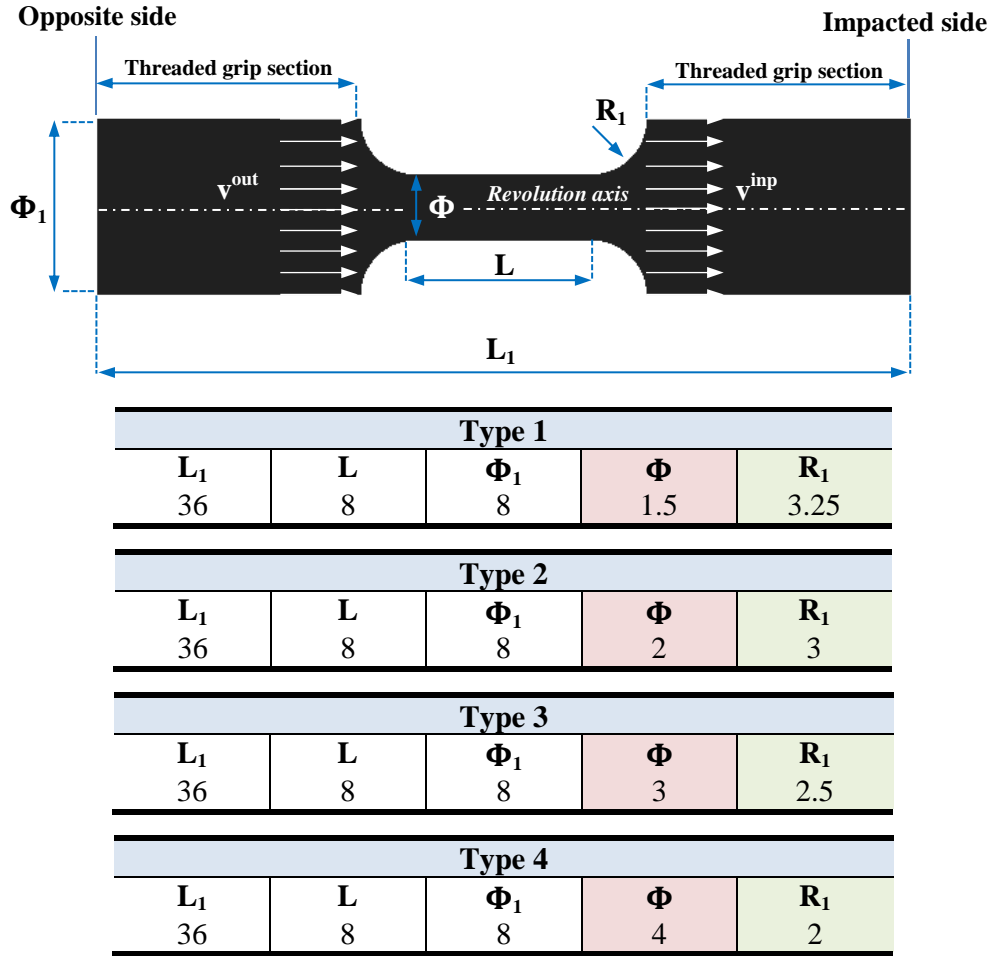 Opposite side
Impacted side
Threaded grip section
Threaded grip section
R₁
v^out
Revolution axis
v^inp
Φ₁
Φ
L
L₁
Type 1
L₁ L Φ₁ Φ R₁
36 8 8 1.5 3.25
Type 2
L₁ L Φ₁ Φ R₁
36 8 8 2 3
Type 3
L₁ L Φ₁ Φ R₁
36 8 8 3 2.5
Type 4
L₁ L Φ₁ Φ R₁
36 8 8 4 2